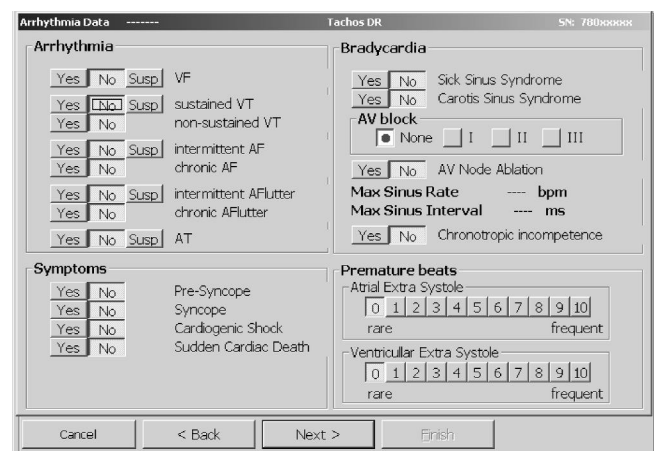 Arrhythmia Data ------- Tachos DR SN: 780xxxxx
Arrhythmia
Yes No Susp VF
Yes No Susp sustained VT
Yes No non-sustained VT
Yes No Susp intermittent AF
Yes No chronic AF
Yes No Susp intermittent AFlutter
Yes No chronic AFlutter
Yes No Susp AT
Bradycardia
Yes No Sick Sinus Syndrome
Yes No Carotis Sinus Syndrome
AV block
None I II III
Yes No AV Node Ablation
Max Sinus Rate ---- bpm
Max Sinus Interval ---- ms
Yes No Chronotropic incompetence
Symptoms
Yes No Pre-Syncope
Yes No Syncope
Yes No Cardiogenic Shock
Yes No Sudden Cardiac Death
Premature beats
Atrial Extra Systole
0 1 2 3 4 5 6 7 8 9 10
rare frequent
Ventricullar Extra Systole
0 1 2 3 4 5 6 7 8 9 10
rare frequent
Cancel < Back Next > Finish